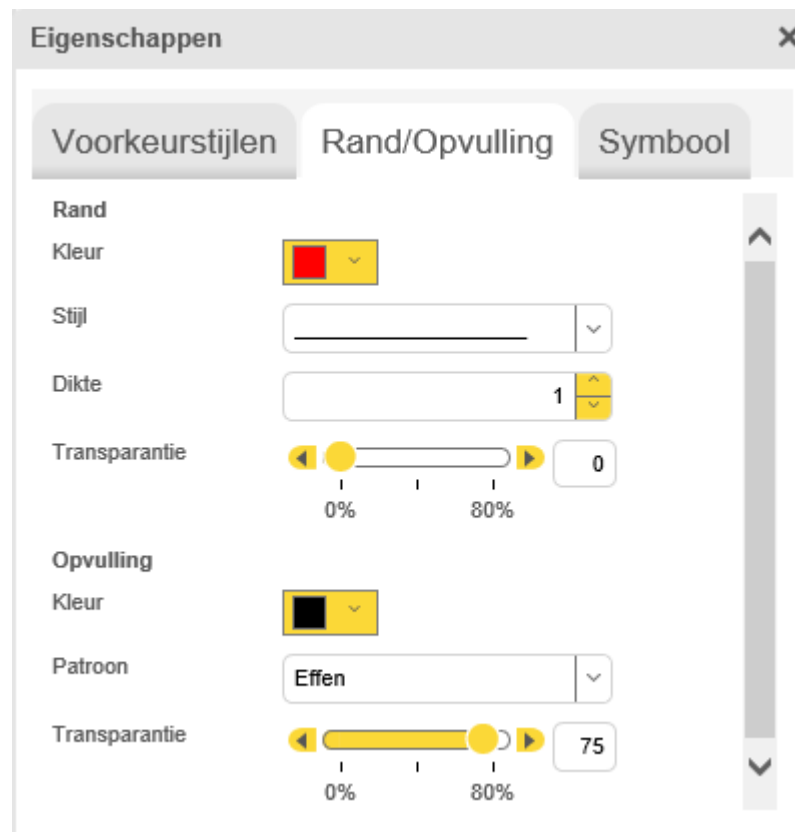 Eigenschappen
Voorkeurstijlen Rand/Opvulling Symbool
Rand
Kleur
Stijl
Dikte 1
Transparantie 0
0% 80%
Opvulling
Kleur
Patroon Effen
Transparantie 75
0% 80%